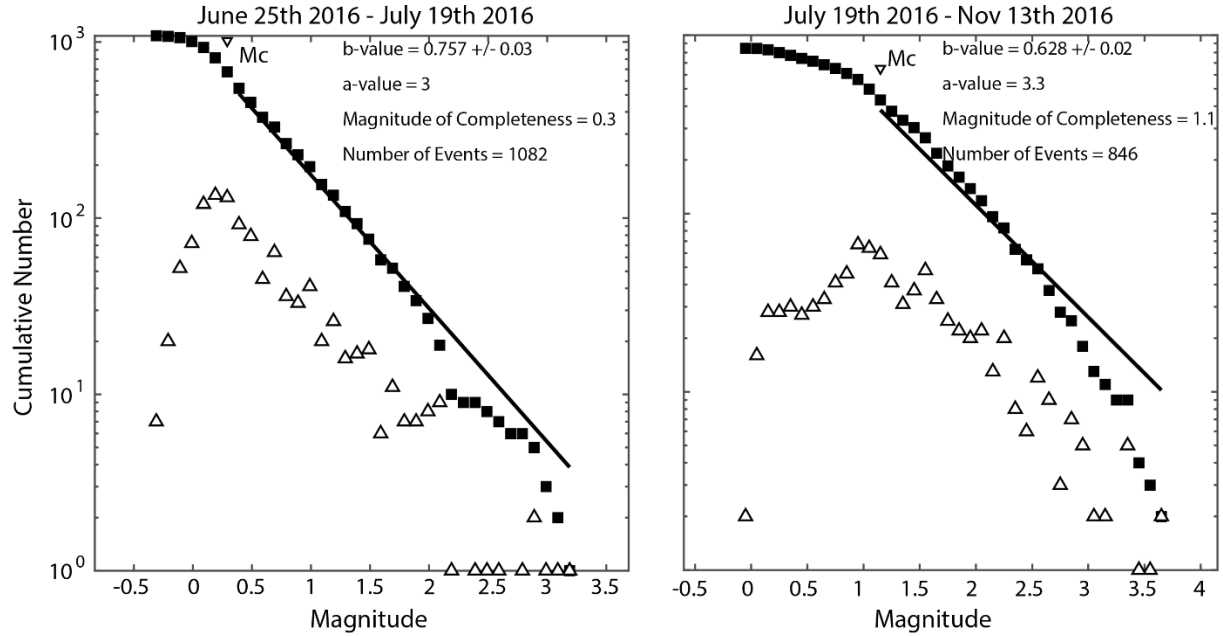 June 25th 2016 - July 19th 2016
10³
Mc
b-value = 0.757 +/- 0.03
a-value = 3
Magnitude of Completeness = 0.3
Number of Events = 1082
10²
Cumulative Number
10¹
10⁰
-0.5 0 0.5 1 1.5 2 2.5 3 3.5
Magnitude
July 19th 2016 - Nov 13th 2016
Mc
b-value = 0.628 +/- 0.02
a-value = 3.3
Magnitude of Completeness = 1.1
Number of Events = 846
-0.5 0 0.5 1 1.5 2 2.5 3 3.5 4
Magnitude